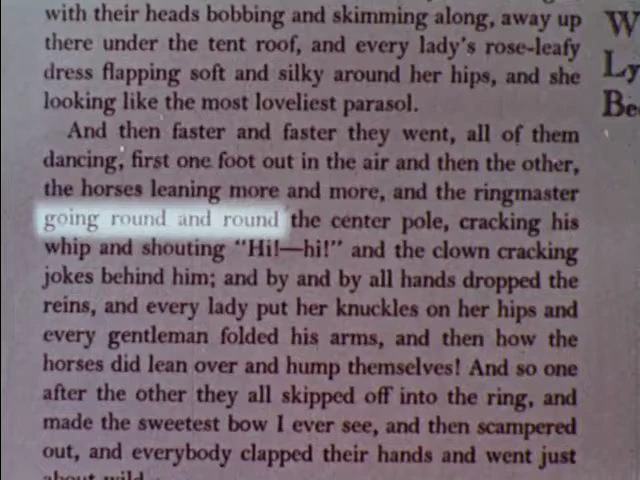 with their heads bobbing and skimming along, away up
there under the tent roof, and every lady's rose-leafy
dress flapping soft and silky around her hips, and she
looking like the most loveliest parasol.
And then faster and faster they went, all of them
dancing, first one foot out in the air and then the other,
the horses leaning more and more, and the ringmaster
going round and round the center pole, cracking his
whip and shouting "Hi!—hi!" and the clown cracking
jokes behind him; and by and by all hands dropped the
reins, and every lady put her knuckles on her hips and
every gentleman folded his arms, and then how the
horses did lean over and hump themselves! And so one
after the other they all skipped off into the ring, and
made the sweetest bow I ever see, and then scampered
out, and everybody clapped their hands and went just
about wild.
W
Ly
Be